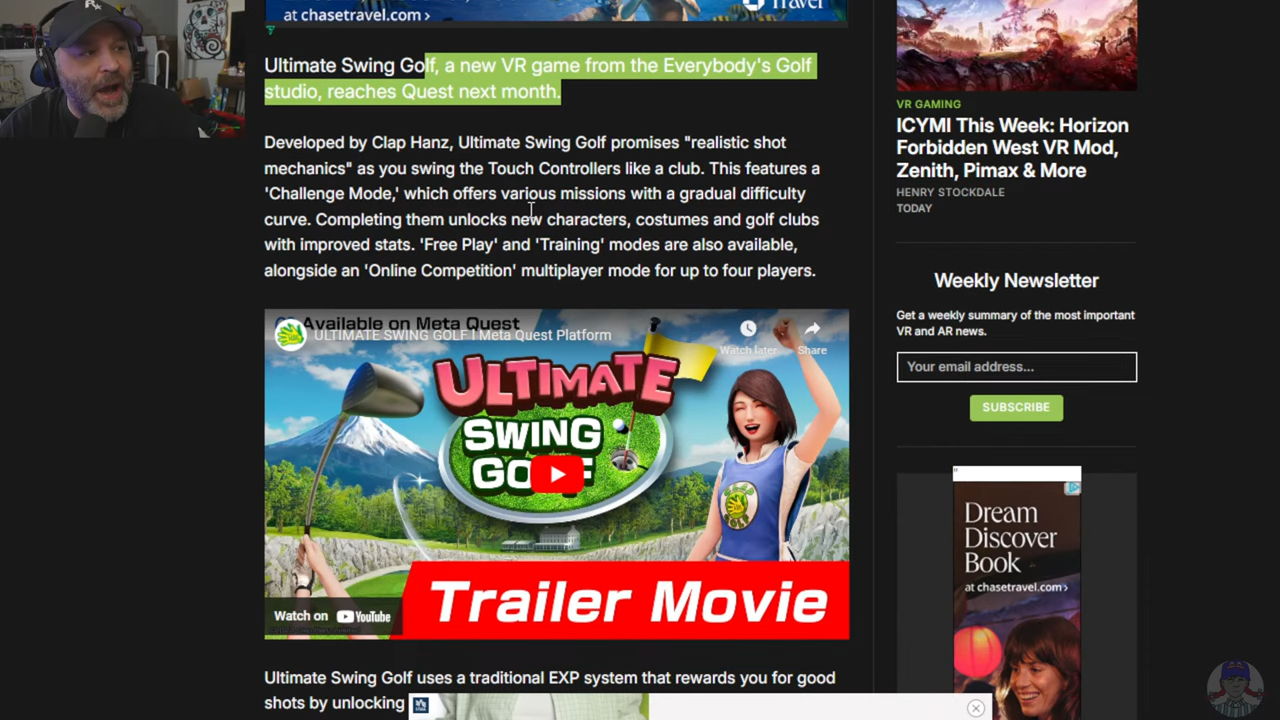 at chasetravel.com ›
Travel
Ultimate Swing Golf, a new VR game from the Everybody's Golf
studio, reaches Quest next month.
Developed by Clap Hanz, Ultimate Swing Golf promises "realistic shot
mechanics" as you swing the Touch Controllers like a club. This features a
'Challenge Mode,' which offers various missions with a gradual difficulty
curve. Completing them unlocks new characters, costumes and golf clubs
with improved stats. 'Free Play' and 'Training' modes are also available,
alongside an 'Online Competition' multiplayer mode for up to four players.
Available on Meta Quest
ULTIMATE SWING GOLF | Meta Quest Platform
Watch later
Share
ULTIMATE
SWING
GOLF
Trailer Movie
Watch on YouTube
Ultimate Swing Golf uses a traditional EXP system that rewards you for good
shots by unlocking
VR GAMING
ICYMI This Week: Horizon
Forbidden West VR Mod,
Zenith, Pimax & More
HENRY STOCKDALE
TODAY
Weekly Newsletter
Get a weekly summary of the most important
VR and AR news.
Your email address...
SUBSCRIBE
Dream
Discover
Book
at chasetravel.com ›